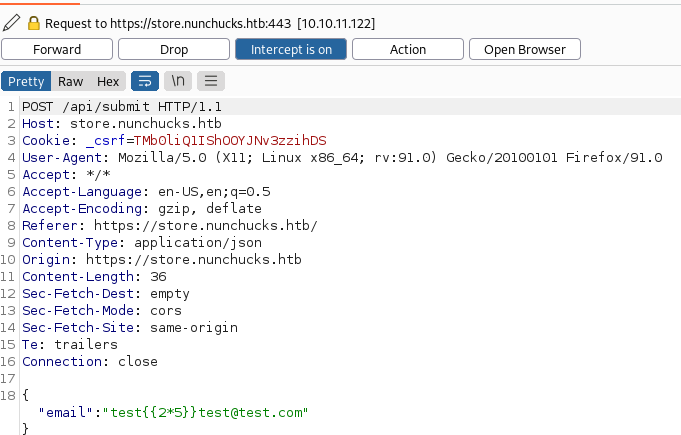 Request to https://store.nunchucks.htb:443 [10.10.11.122]
Forward Drop Intercept is on Action Open Browser
Pretty Raw Hex \n
1 POST /api/submit HTTP/1.1
2 Host: store.nunchucks.htb
3 Cookie: _csrf=TMb0liQ1IShOOYJNv3zzihDS
4 User-Agent: Mozilla/5.0 (X11; Linux x86_64; rv:91.0) Gecko/20100101 Firefox/91.0
5 Accept: */*
6 Accept-Language: en-US,en;q=0.5
7 Accept-Encoding: gzip, deflate
8 Referer: https://store.nunchucks.htb/
9 Content-Type: application/json
10 Origin: https://store.nunchucks.htb
11 Content-Length: 36
12 Sec-Fetch-Dest: empty
13 Sec-Fetch-Mode: cors
14 Sec-Fetch-Site: same-origin
15 Te: trailers
16 Connection: close
17
18 {
"email":"test{{2*5}}test@test.com"
}